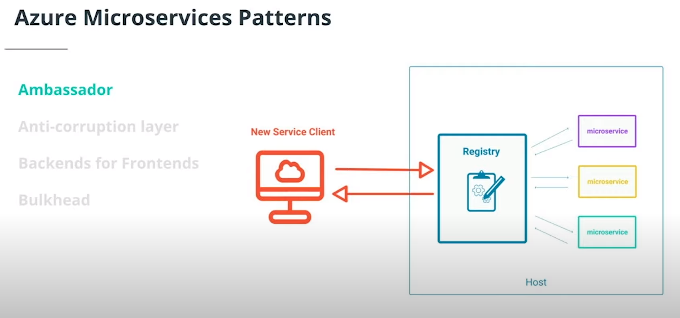 Azure Microservices Patterns
Ambassador
Anti-corruption layer
Backends for Frontends
Bulkhead
New Service Client
Registry
microservice
microservice
microservice
Host